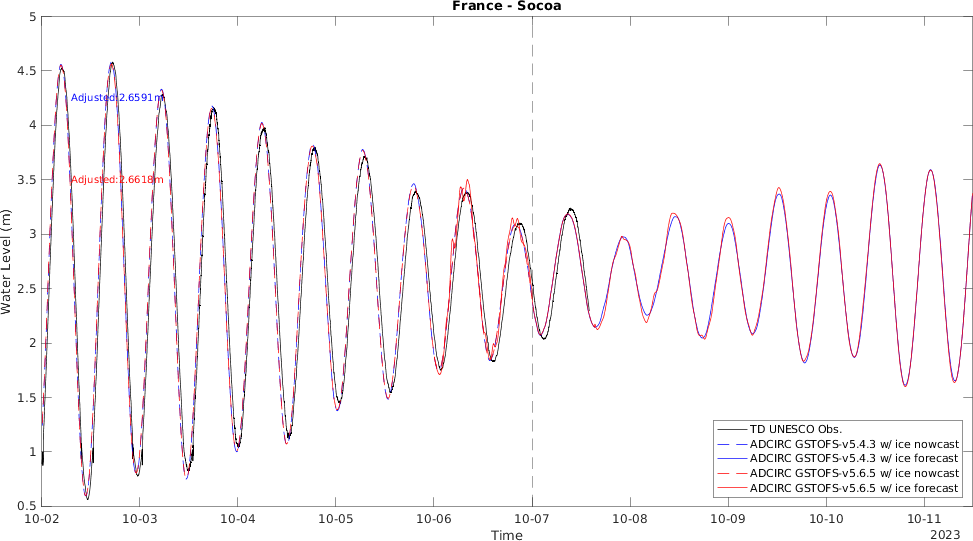 France - Socoa
5
4.5
4
3.5
3
2.5
2
1.5
1
0.5
Water Level (m)
Adjusted:2.6591m
Adjusted:2.6618m
TD UNESCO Obs.
ADCIRC GSTOFS-v5.4.3 w/ ice nowcast
ADCIRC GSTOFS-v5.4.3 w/ ice forecast
ADCIRC GSTOFS-v5.6.5 w/ ice nowcast
ADCIRC GSTOFS-v5.6.5 w/ ice forecast
10-02 10-03 10-04 10-05 10-06 10-07 10-08 10-09 10-10 10-11
Time
2023